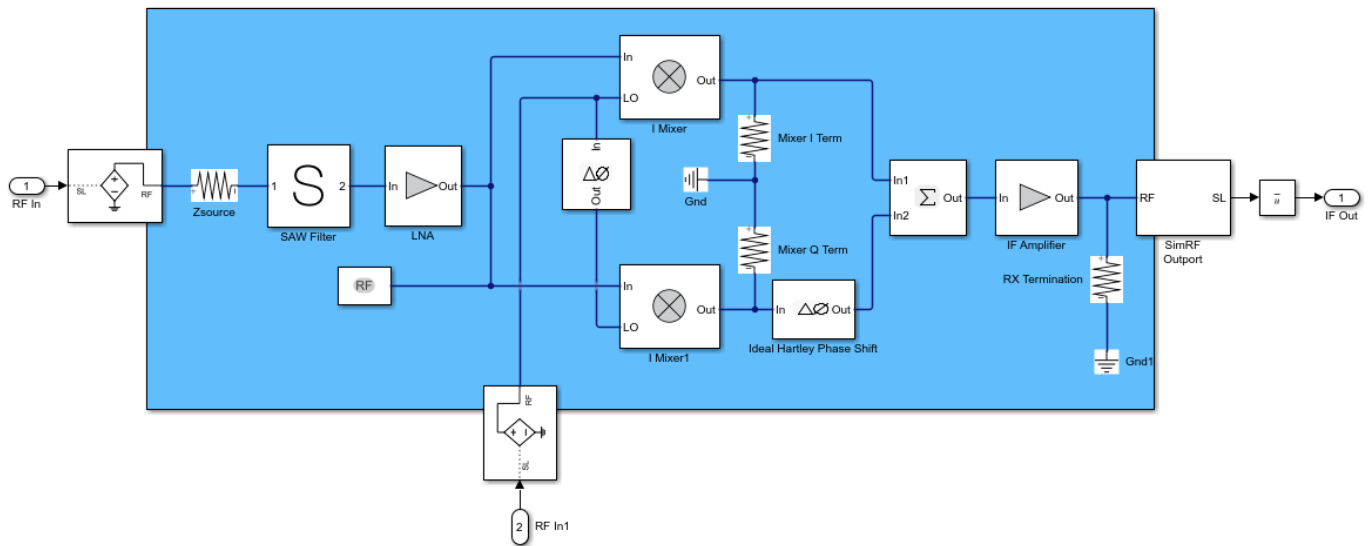 1
RF In
SL
RF
Zsource
1
S
2
SAW Filter
In
Out
LNA
RF
In
LO
Out
I Mixer
In
ΔØ
Out
In
LO
Out
I Mixer1
RF
SL
2
RF In1
Mixer I Term
Gnd
Mixer Q Term
In
ΔØ
Out
Ideal Hartley Phase Shift
In1
In2
Σ
Out
In
Out
IF Amplifier
RX Termination
Gnd1
RF
SL
SimRF
Outport
u
1
IF Out